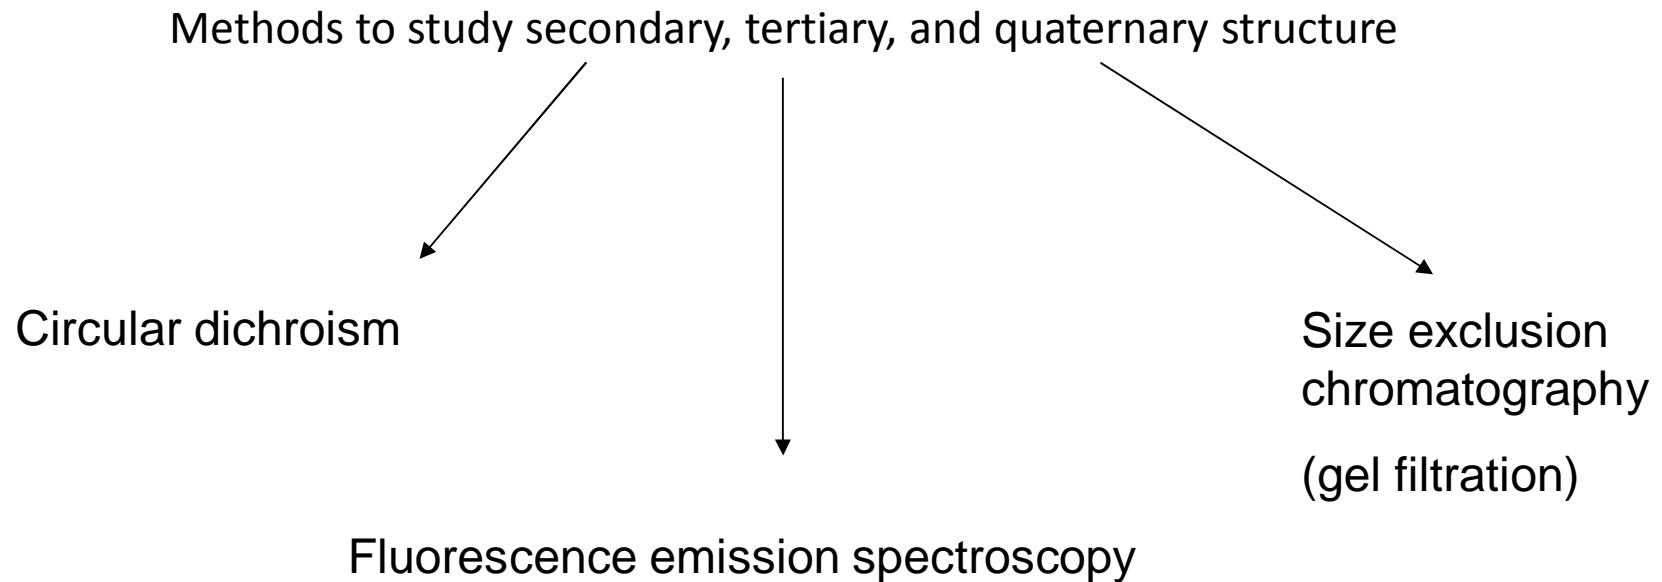 Methods to study secondary, tertiary, and quaternary structure
Circular dichroism
Size exclusion
chromatography
(gel filtration)
Fluorescence emission spectroscopy